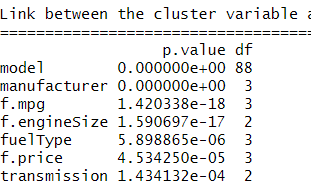 Link between the cluster variable a
=====================================
p.value df
model 0.000000e+00 88
manufacturer 0.000000e+00 3
f.mpg 1.420338e-18 3
f.engineSize 1.590697e-17 2
fuelType 5.898865e-06 3
f.price 4.534250e-05 3
transmission 1.434132e-04 2